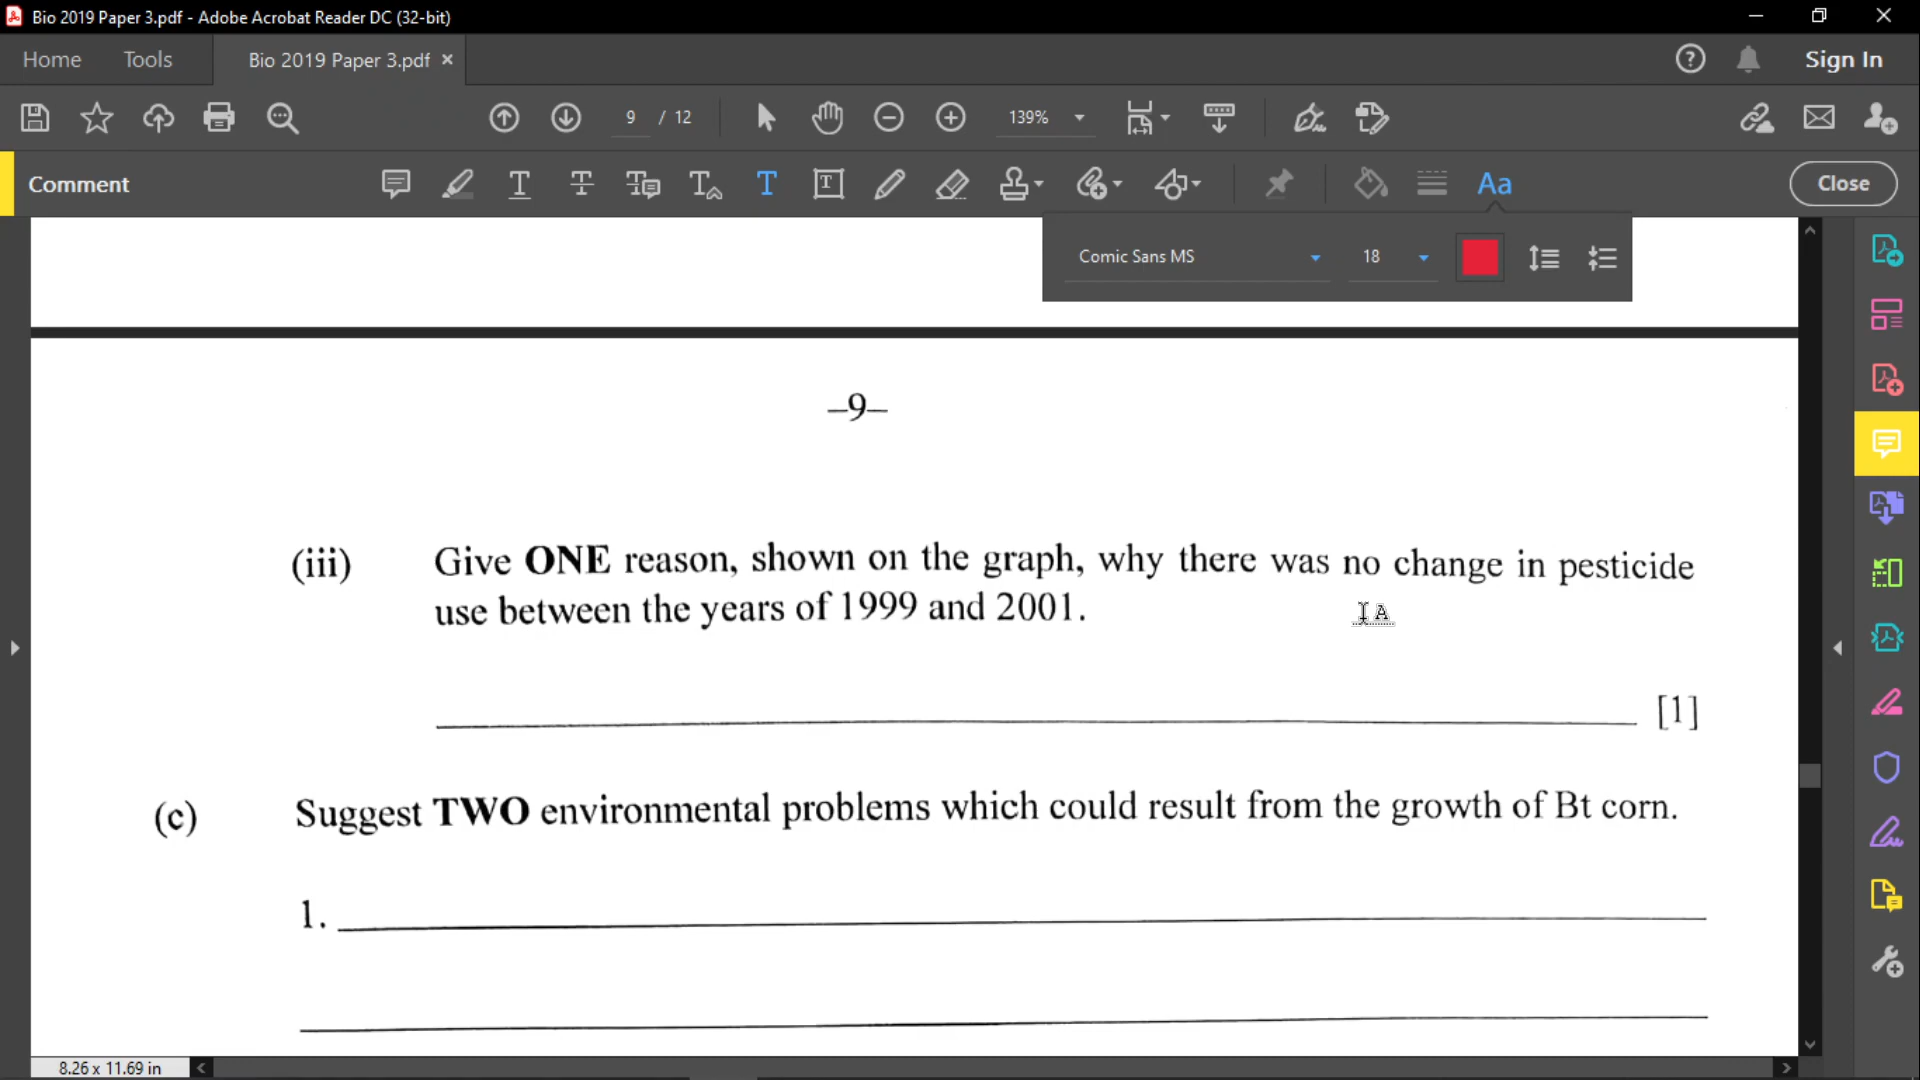 Bio 2019 Paper 3.pdf - Adobe Acrobat Reader DC (32-bit)
Home Tools Bio 2019 Paper 3.pdf × Sign In
9 / 12 139%
Comment Aa Close
Comic Sans MS 18
–9–
(iii) Give ONE reason, shown on the graph, why there was no change in pesticide
use between the years of 1999 and 2001.
[1]
(c) Suggest TWO environmental problems which could result from the growth of Bt corn.
1.
8.26 x 11.69 in